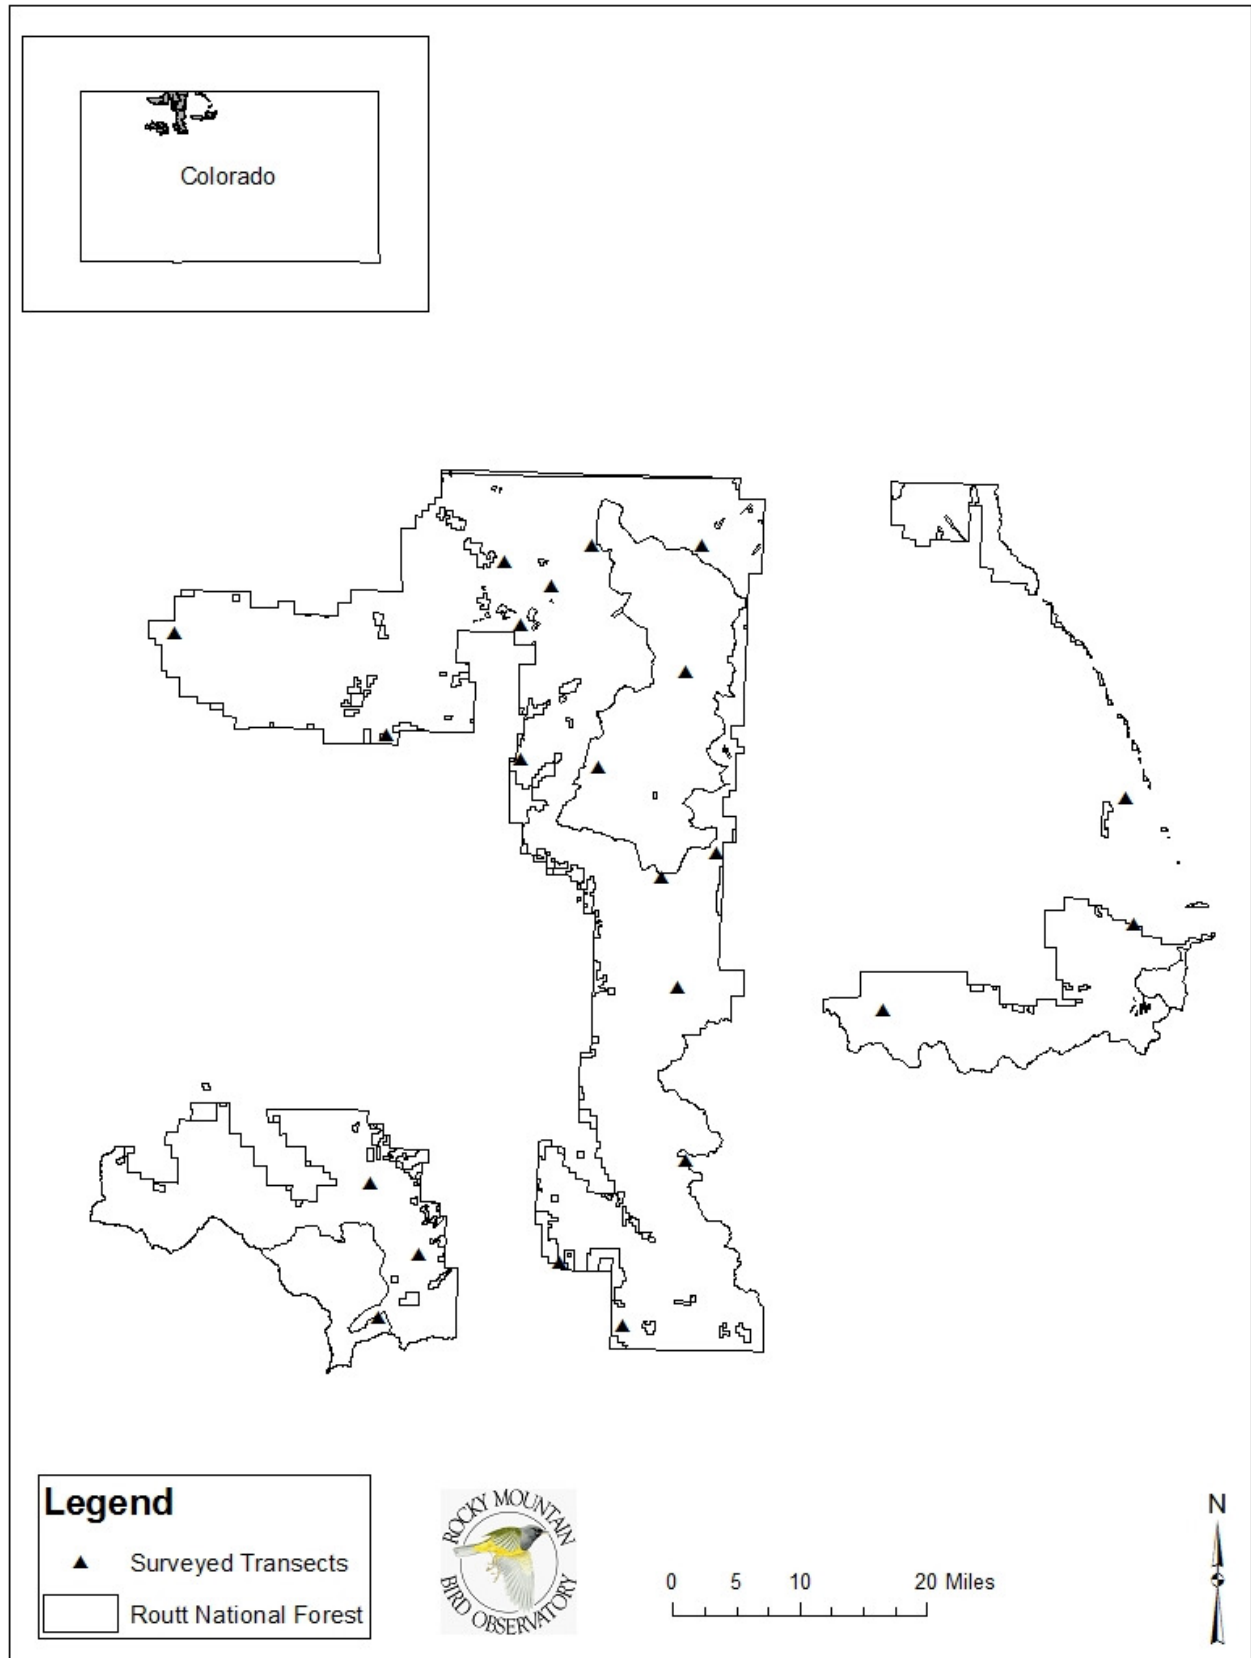 Colorado
Legend
Surveyed Transects
Routt National Forest
ROCKY MOUNTAIN
BIRD OBSERVATORY
0 5 10 20 Miles
N